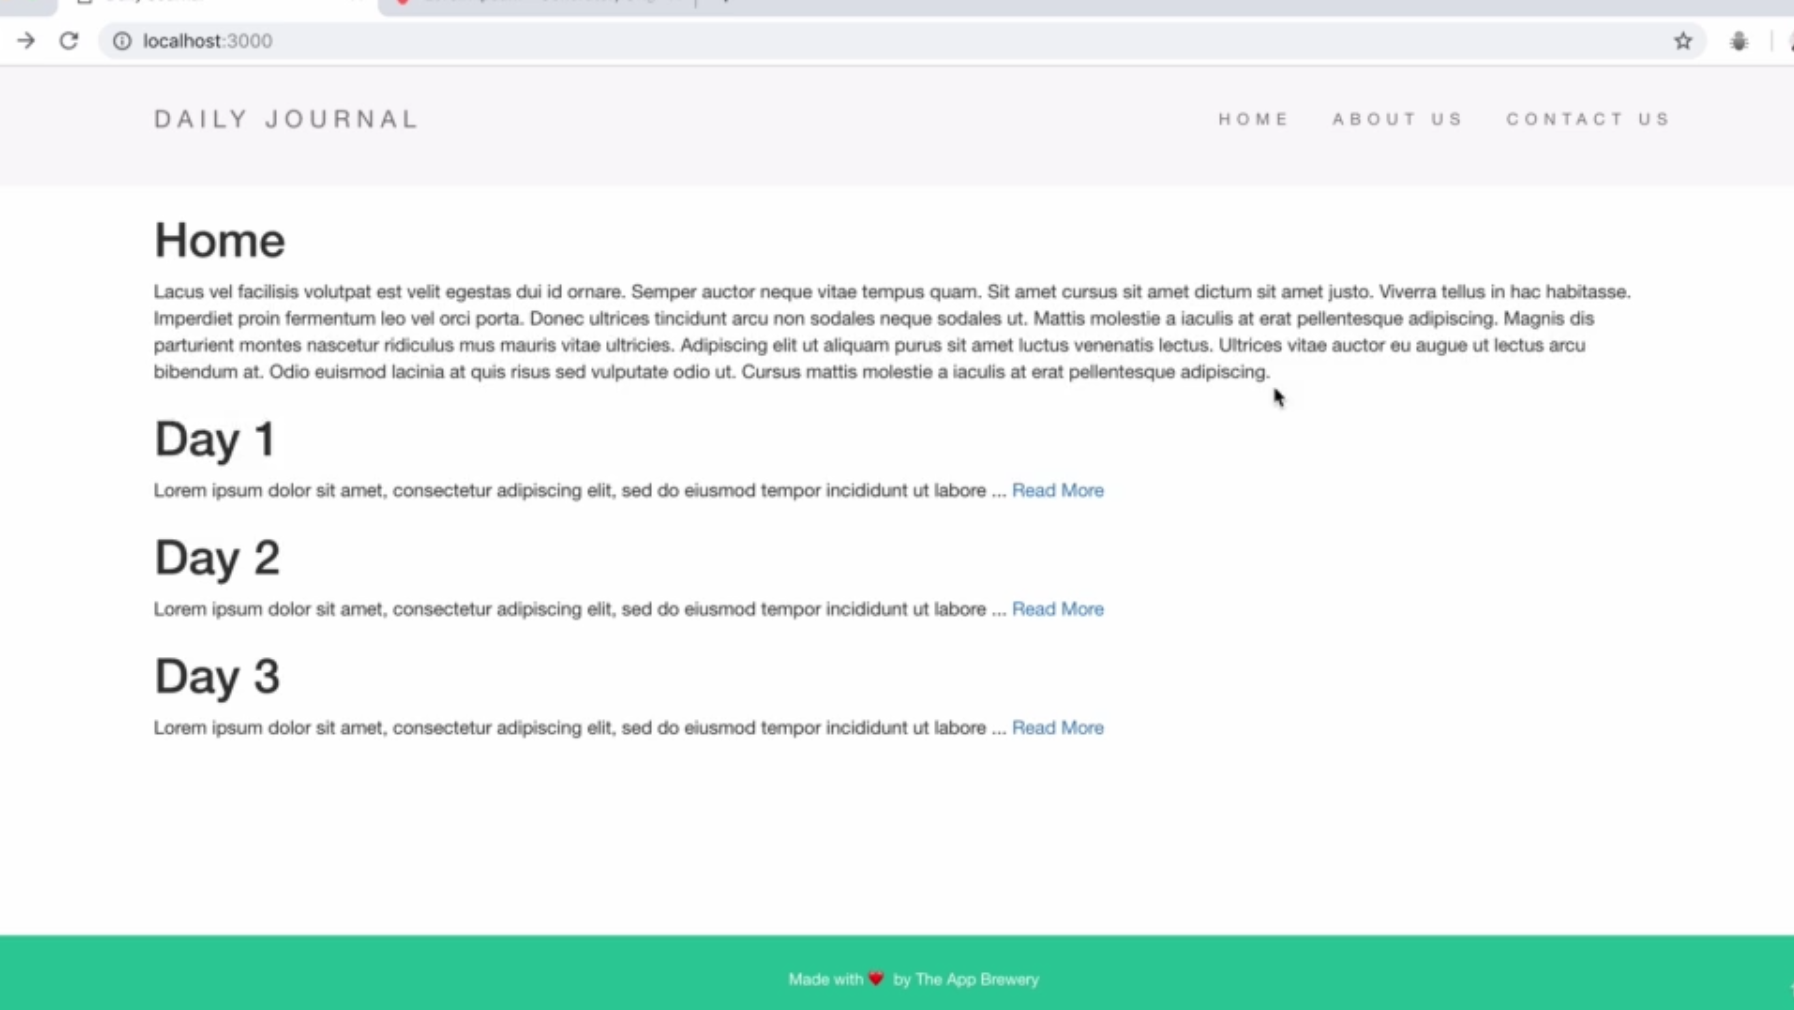 localhost:3000
DAILY JOURNAL
HOME ABOUT US CONTACT US
Home
Lacus vel facilisis volutpat est velit egestas dui id ornare. Semper auctor neque vitae tempus quam. Sit amet cursus sit amet dictum sit amet justo. Viverra tellus in hac habitasse.
Imperdiet proin fermentum leo vel orci porta. Donec ultrices tincidunt arcu non sodales neque sodales ut. Mattis molestie a iaculis at erat pellentesque adipiscing. Magnis dis
parturient montes nascetur ridiculus mus mauris vitae ultricies. Adipiscing elit ut aliquam purus sit amet luctus venenatis lectus. Ultrices vitae auctor eu augue ut lectus arcu
bibendum at. Odio euismod lacinia at quis risus sed vulputate odio ut. Cursus mattis molestie a iaculis at erat pellentesque adipiscing.
Day 1
Lorem ipsum dolor sit amet, consectetur adipiscing elit, sed do eiusmod tempor incididunt ut labore ... Read More
Day 2
Lorem ipsum dolor sit amet, consectetur adipiscing elit, sed do eiusmod tempor incididunt ut labore ... Read More
Day 3
Lorem ipsum dolor sit amet, consectetur adipiscing elit, sed do eiusmod tempor incididunt ut labore ... Read More
Made with ❤ by The App Brewery